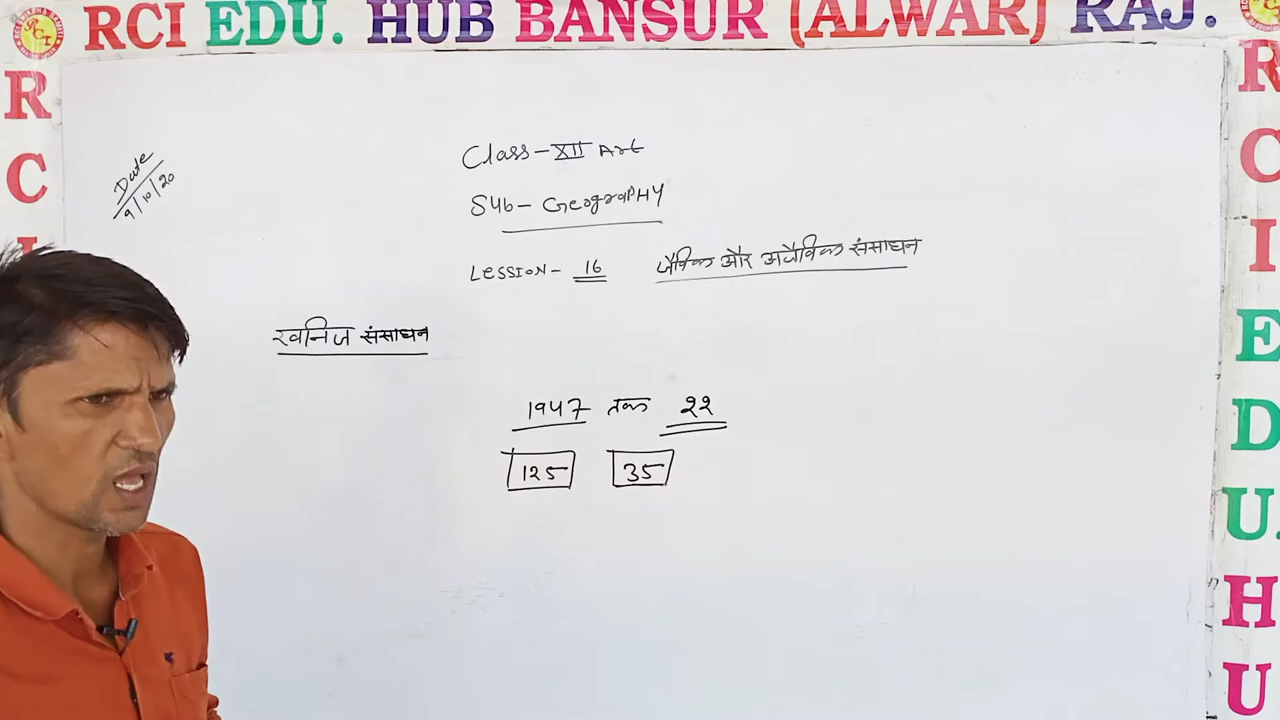 RCI EDU. HUB BANSUR (ALWAR) RAJ.
R
C
I
R
C
I
E
D
U.
H
U
Date
9/10/20
Class-XII Art
Sub- GeograPHY
LESSION- 16 जैविक और अजैविक संसाधन
खनिज संसाधन
1947 तक 22
125 35